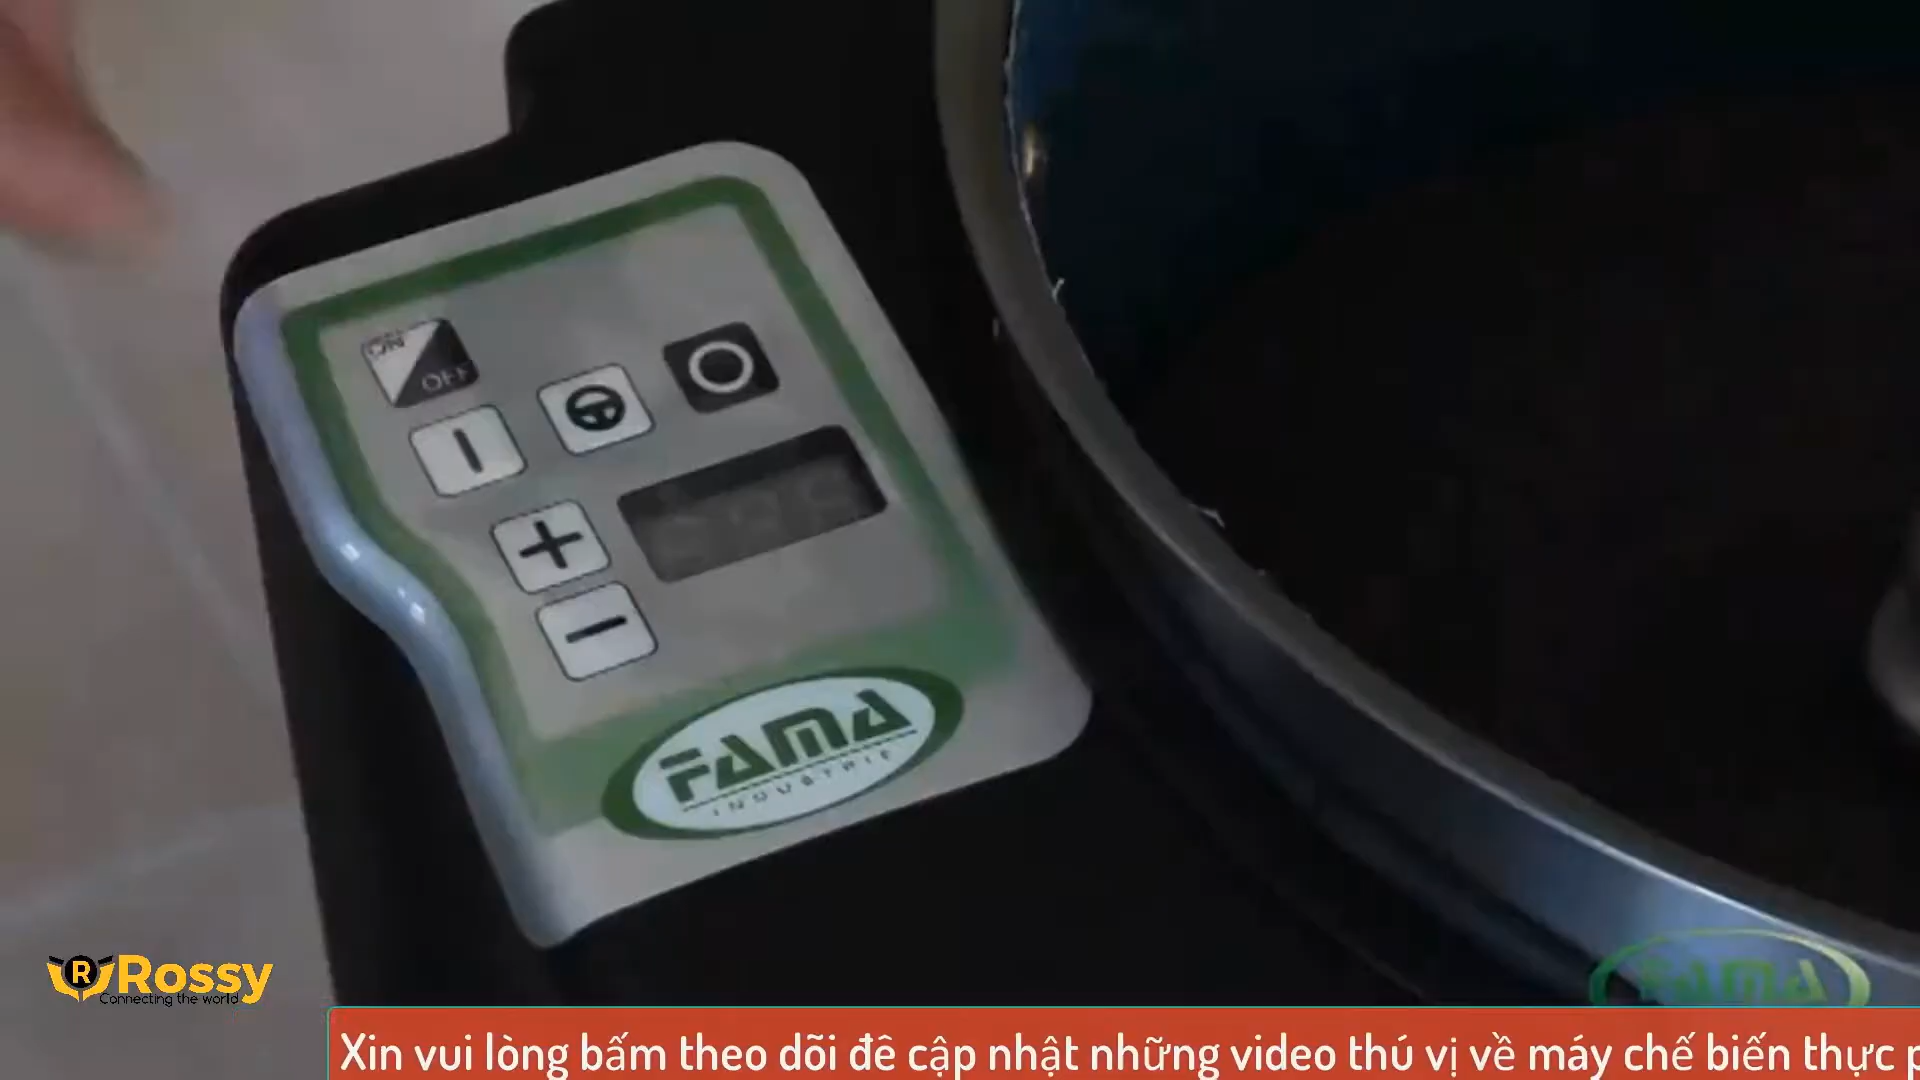 ON
OFF
FAMA
INDUSTRIE
Rossy
Connecting the world
FAMA
Xin vui lòng bấm theo dõi đê cập nhật những video thú vị về máy chế biến thực